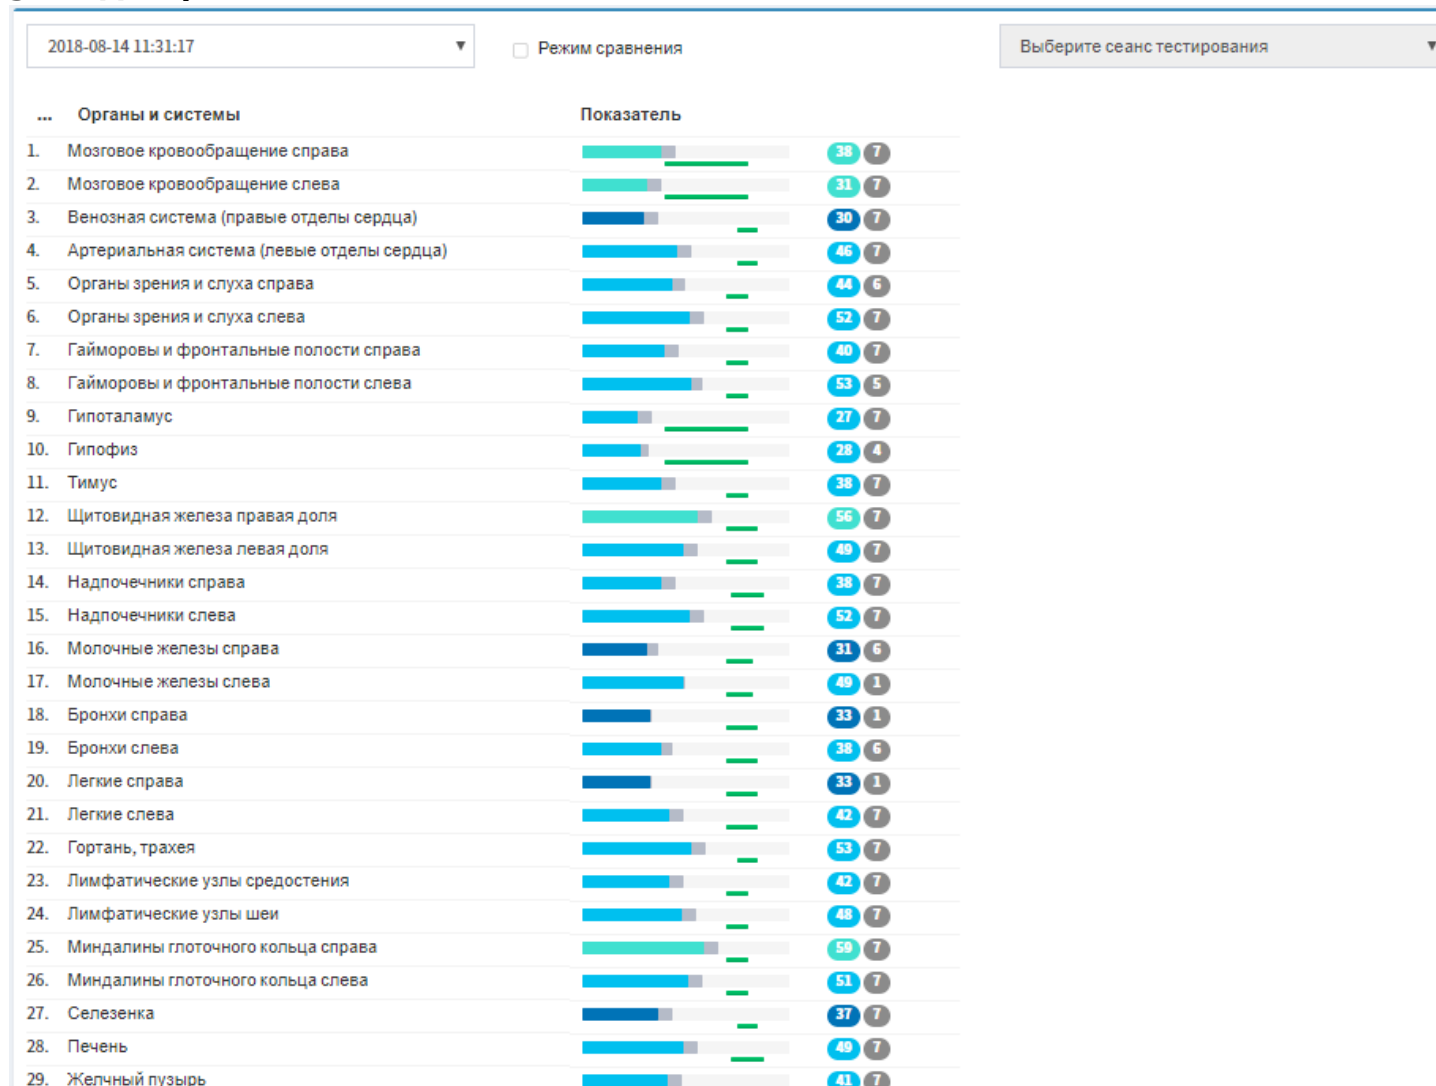 2018-08-14 11:31:17 Режим сравнения Выберите сеанс тестирования
... Органы и системы Показатель
1. Мозговое кровообращение справа 38 7
2. Мозговое кровообращение слева 31 7
3. Венозная система (правые отделы сердца) 30 7
4. Артериальная система (левые отделы сердца) 46 7
5. Органы зрения и слуха справа 44 6
6. Органы зрения и слуха слева 52 7
7. Гайморовы и фронтальные полости справа 40 7
8. Гайморовы и фронтальные полости слева 53 5
9. Гипоталамус 27 7
10. Гипофиз 28 4
11. Тимус 38 7
12. Щитовидная железа правая доля 56 7
13. Щитовидная железа левая доля 49 7
14. Надпочечники справа 38 7
15. Надпочечники слева 52 7
16. Молочные железы справа 31 6
17. Молочные железы слева 49 1
18. Бронхи справа 33 1
19. Бронхи слева 38 6
20. Легкие справа 33 1
21. Легкие слева 42 7
22. Гортань, трахея 53 7
23. Лимфатические узлы средостения 42 7
24. Лимфатические узлы шеи 48 7
25. Миндалины глоточного кольца справа 59 7
26. Миндалины глоточного кольца слева 51 7
27. Селезенка 37 7
28. Печень 49 7
29. Желчный пузырь 41 7